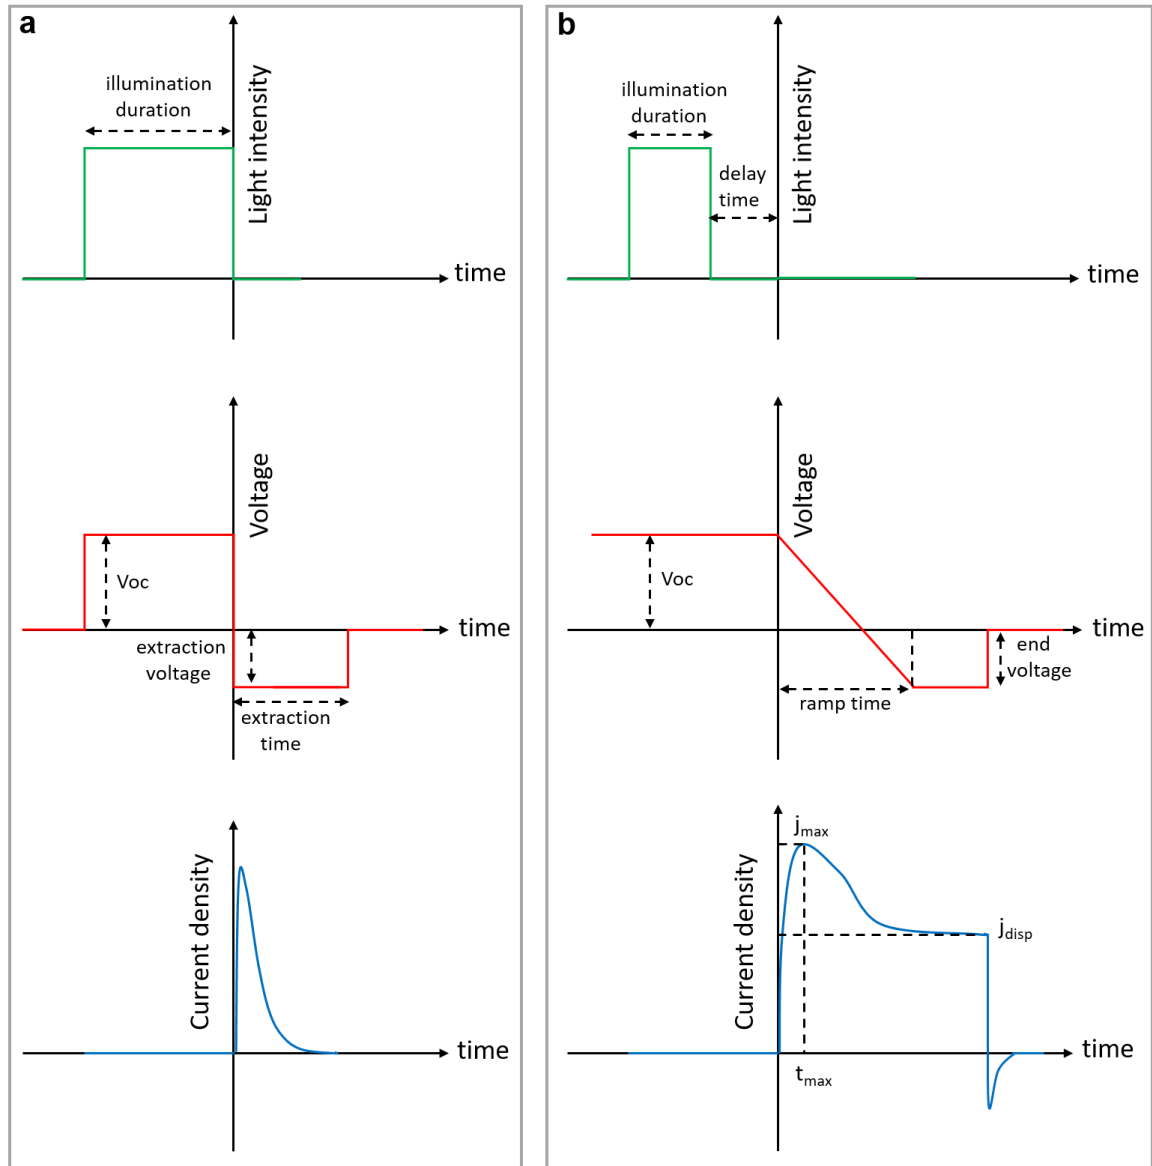 a
illumination
duration
Light intensity
time
Voltage
Voc
time
extraction
voltage
extraction
time
Current density
time
b
illumination
duration
delay
time
Light intensity
time
Voltage
Voc
time
end
voltage
ramp time
jmax
Current density
jdisp
time
tmax